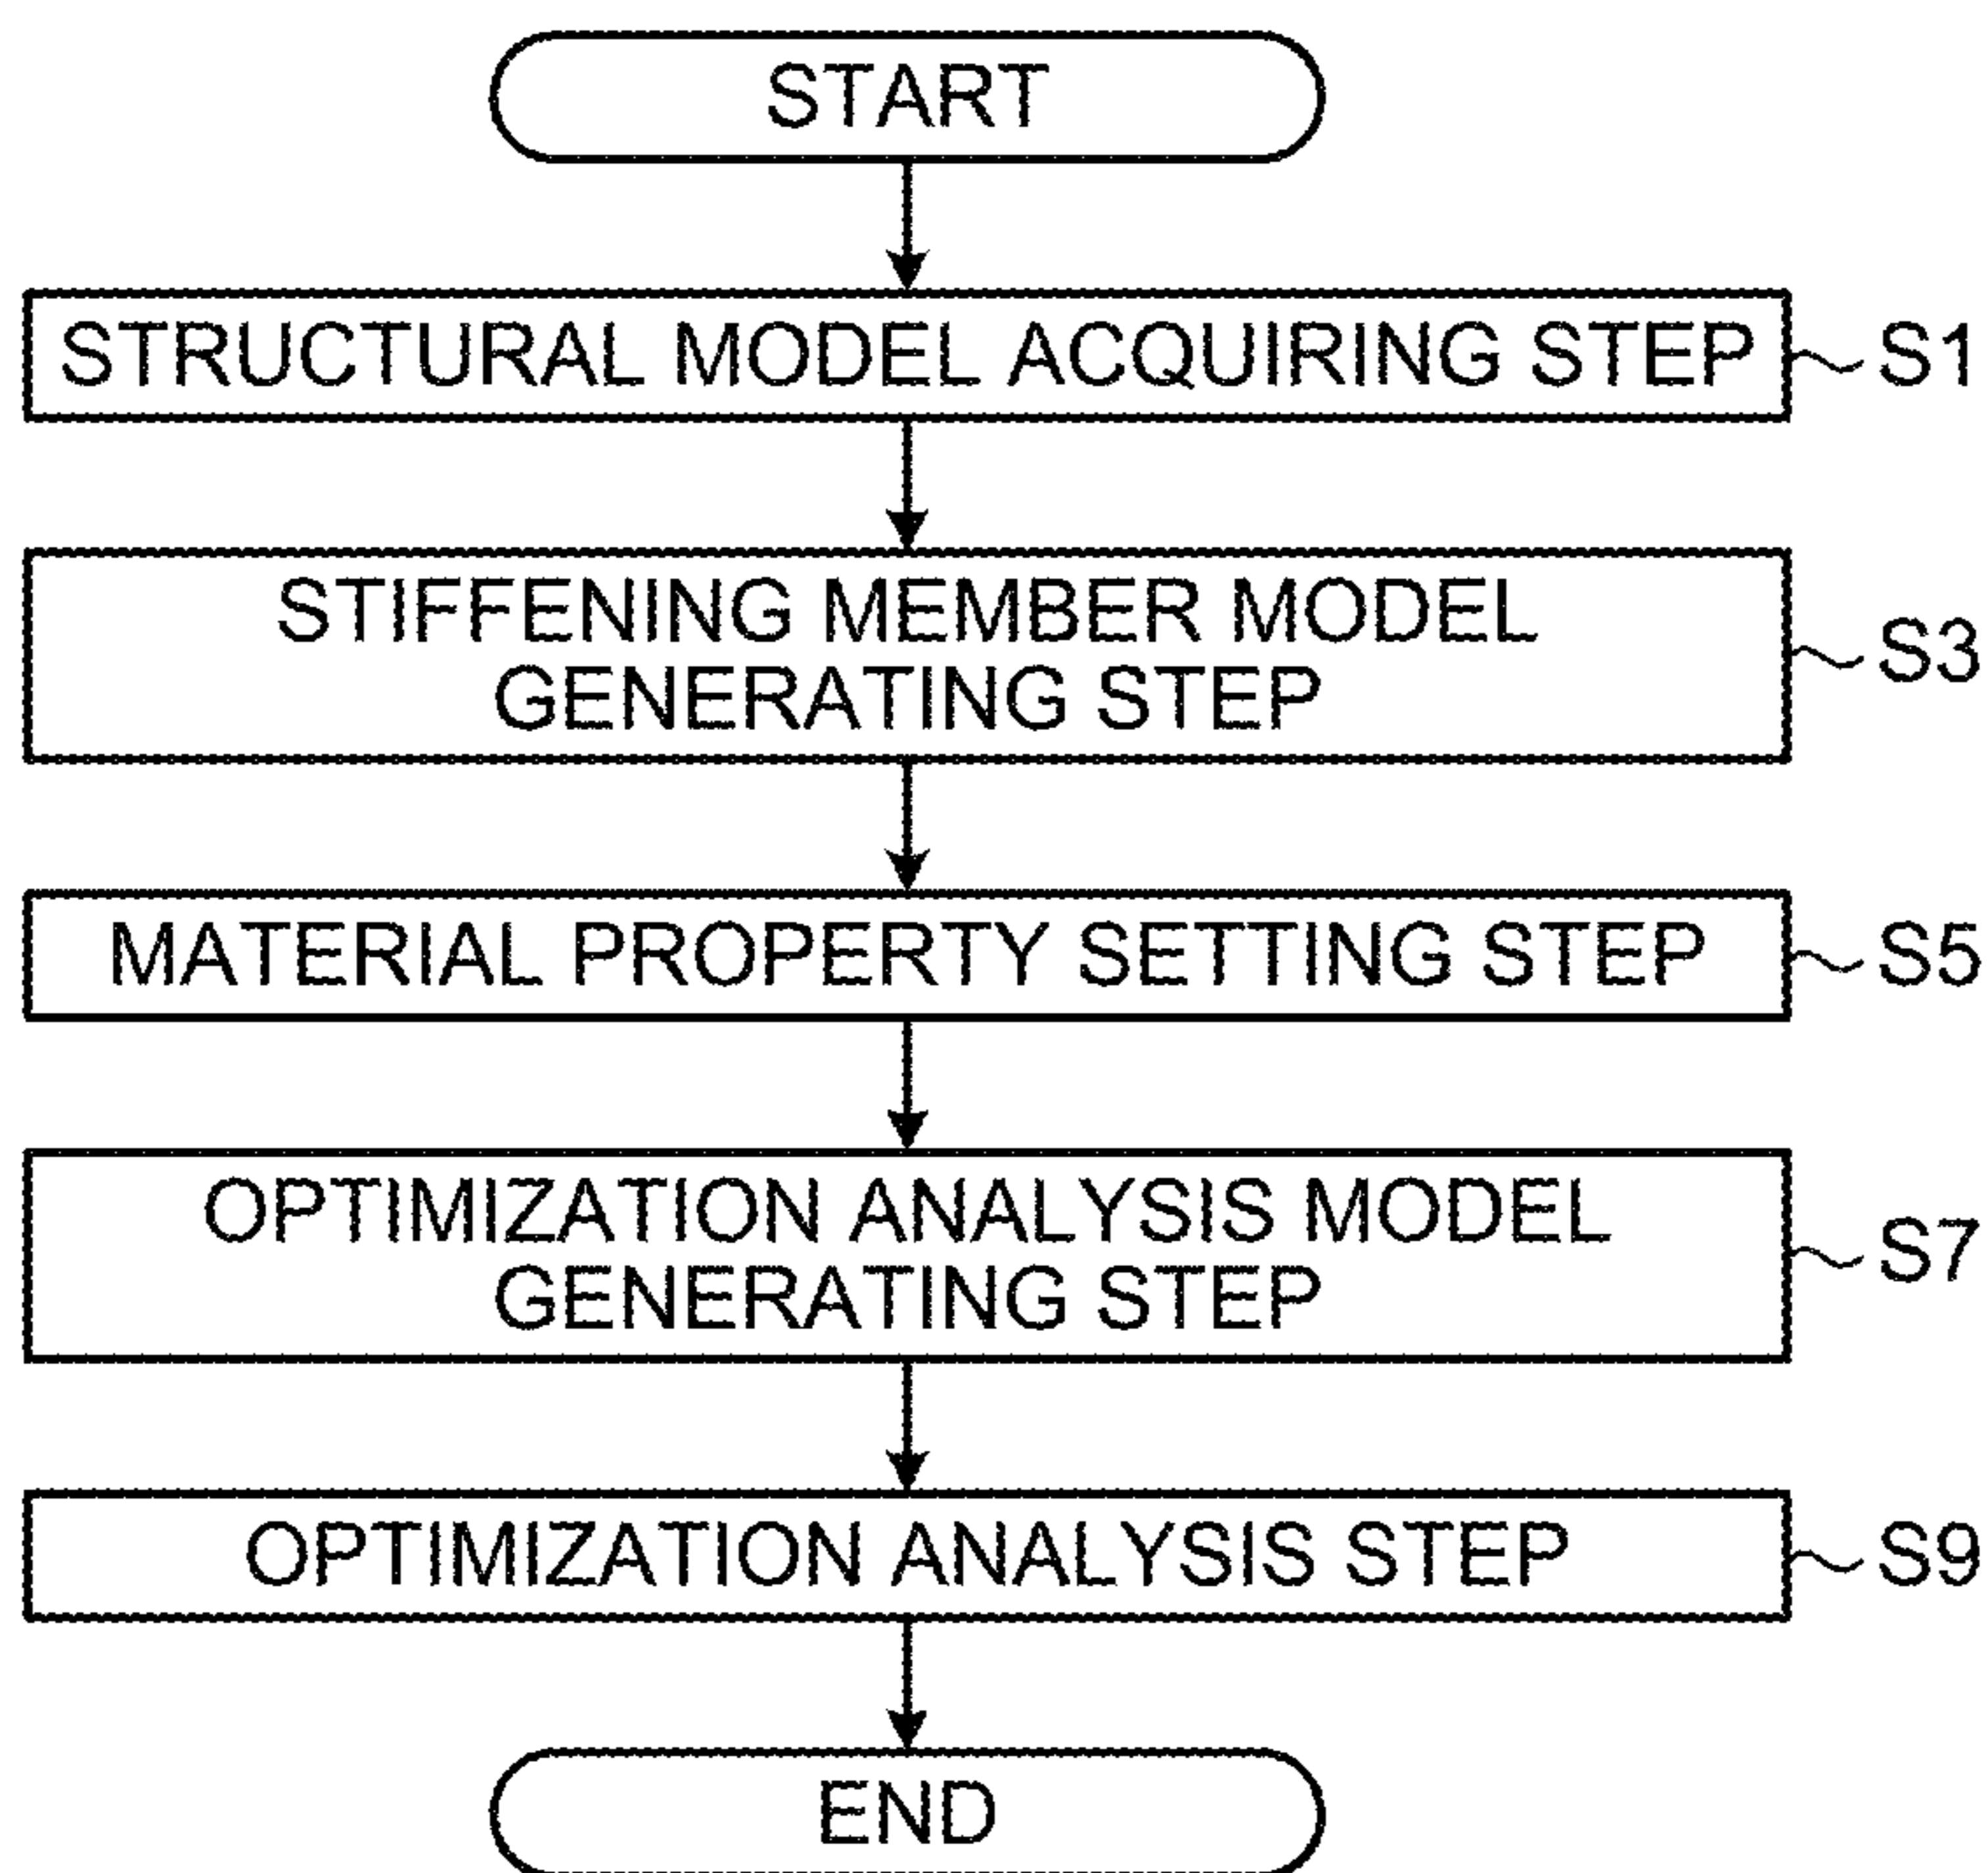 START
STRUCTURAL MODEL ACQUIRING STEP
S1
STIFFENING MEMBER MODEL
GENERATING STEP
S3
MATERIAL PROPERTY SETTING STEP
S5
OPTIMIZATION ANALYSIS MODEL
GENERATING STEP
S7
OPTIMIZATION ANALYSIS STEP
S9
END